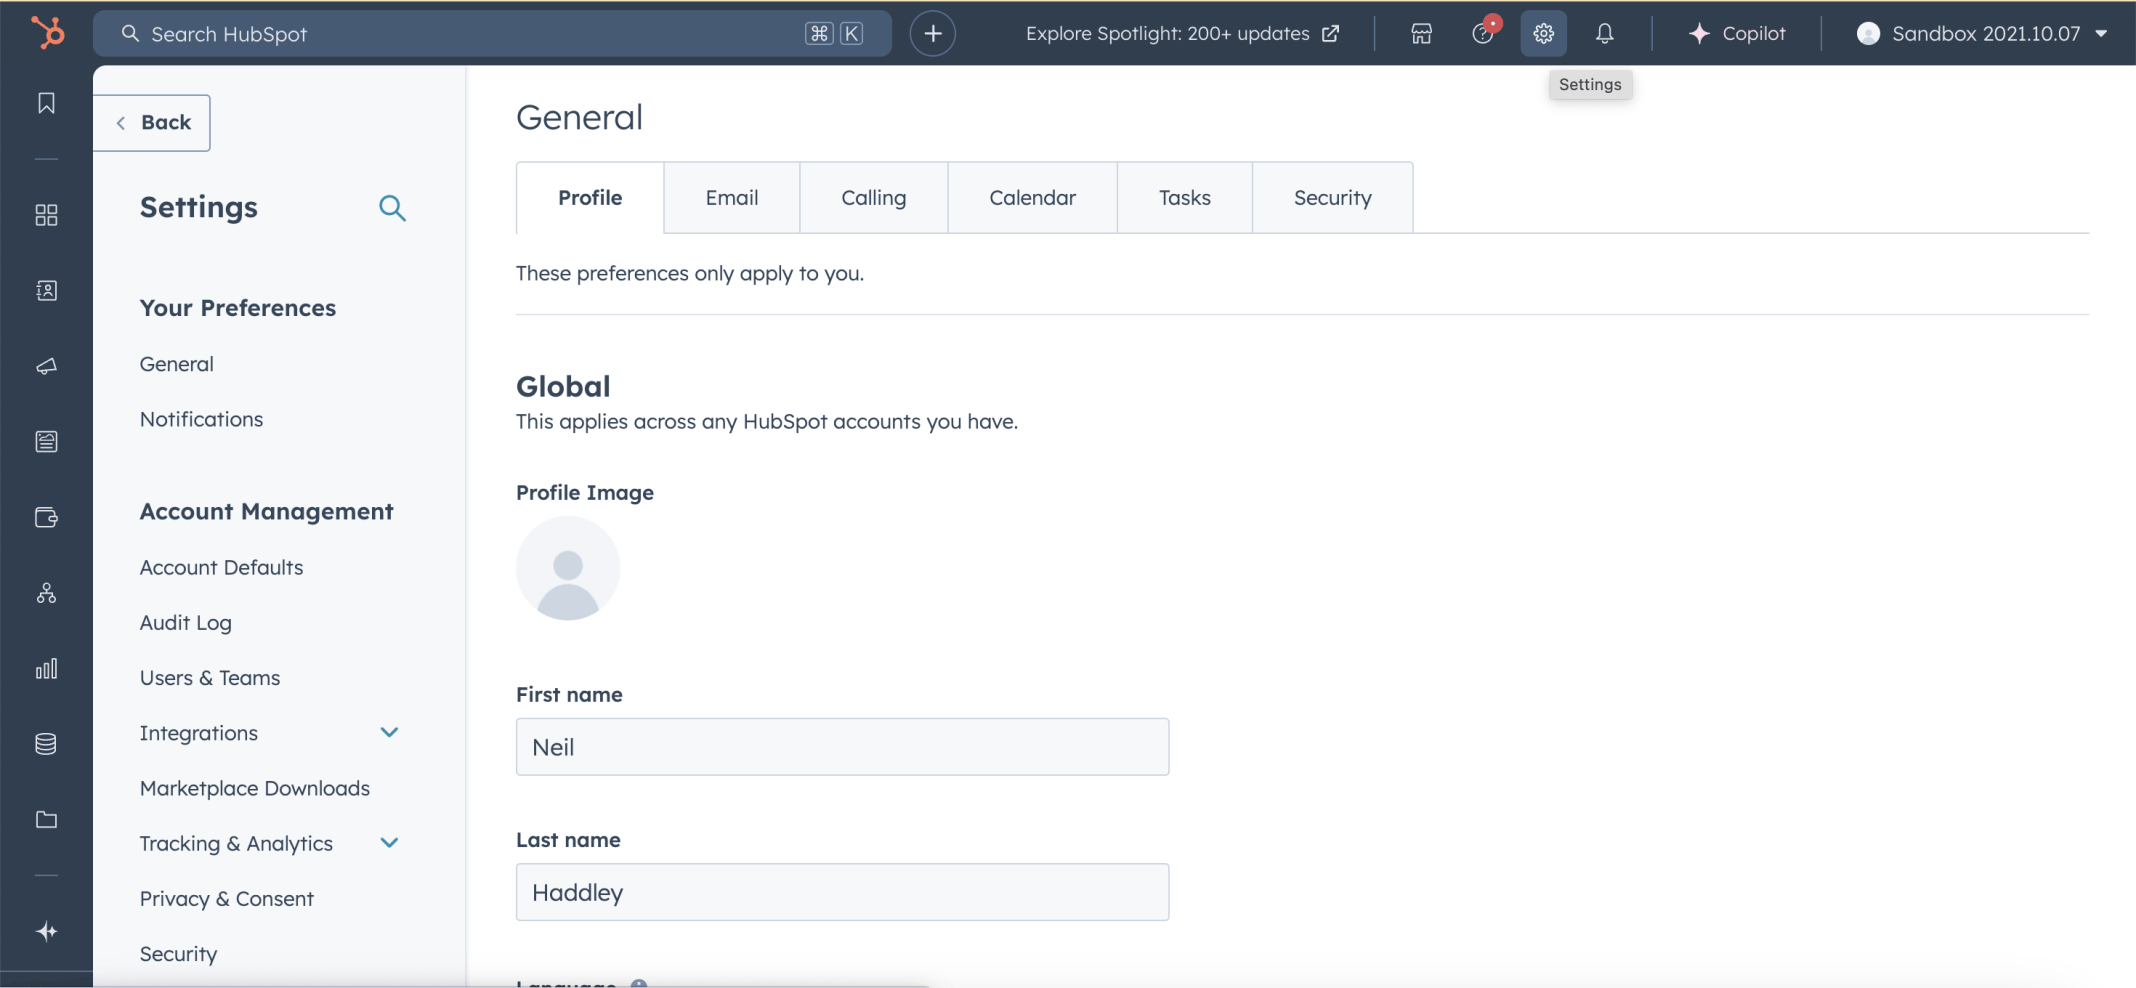 Search HubSpot ⌘ K
Explore Spotlight: 200+ updates
Copilot
Sandbox 2021.10.07
Settings
Back
Settings
Your Preferences
General
Notifications
Account Management
Account Defaults
Audit Log
Users & Teams
Integrations
Marketplace Downloads
Tracking & Analytics
Privacy & Consent
Security
General
Profile Email Calling Calendar Tasks Security
These preferences only apply to you.
Global
This applies across any HubSpot accounts you have.
Profile Image
First name
Neil
Last name
Haddley
Language